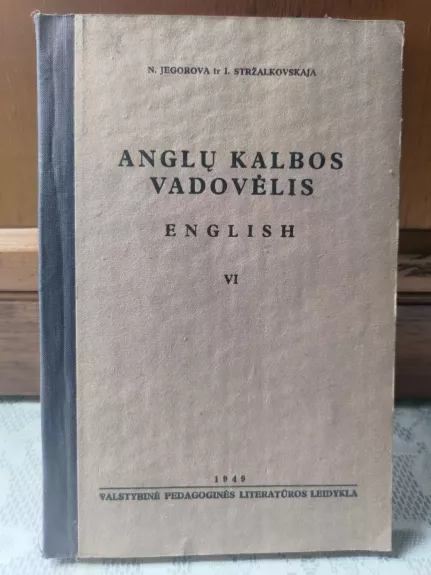 N. JEGOROVA ir I. STRŽALKOVSKAJA
ANGLŲ KALBOS
VADOVĖLIS
ENGLISH
VI
1949
VALSTYBINĖ PEDAGOGINĖS LITERATŪROS LEIDYKLA